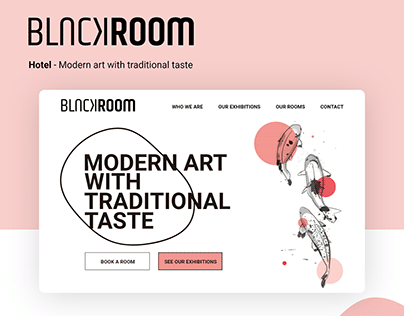 BLACKROOM
Hotel - Modern art with traditional taste
BLACKROOM
WHO WE ARE OUR EXHIBITIONS OUR ROOMS CONTACT
MODERN ART
WITH
TRADITIONAL
TASTE
BOOK A ROOM SEE OUR EXHIBITIONS